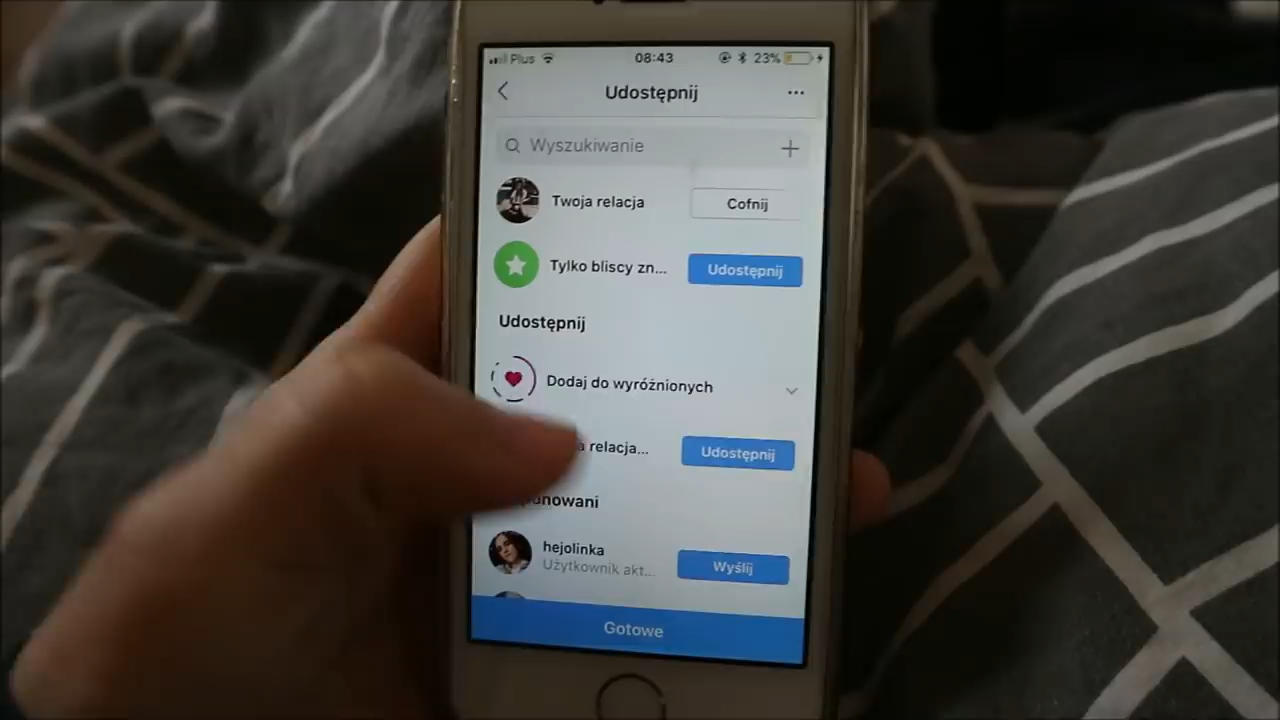 Plus 08:43 23%
Udostępnij ...
Wyszukiwanie +
Twoja relacja Cofnij
Tylko bliscy zn... Udostępnij
Udostępnij
Dodaj do wyróżnionych
relacja... Udostępnij
hejolinka
Użytkownik akt... Wyślij
Gotowe